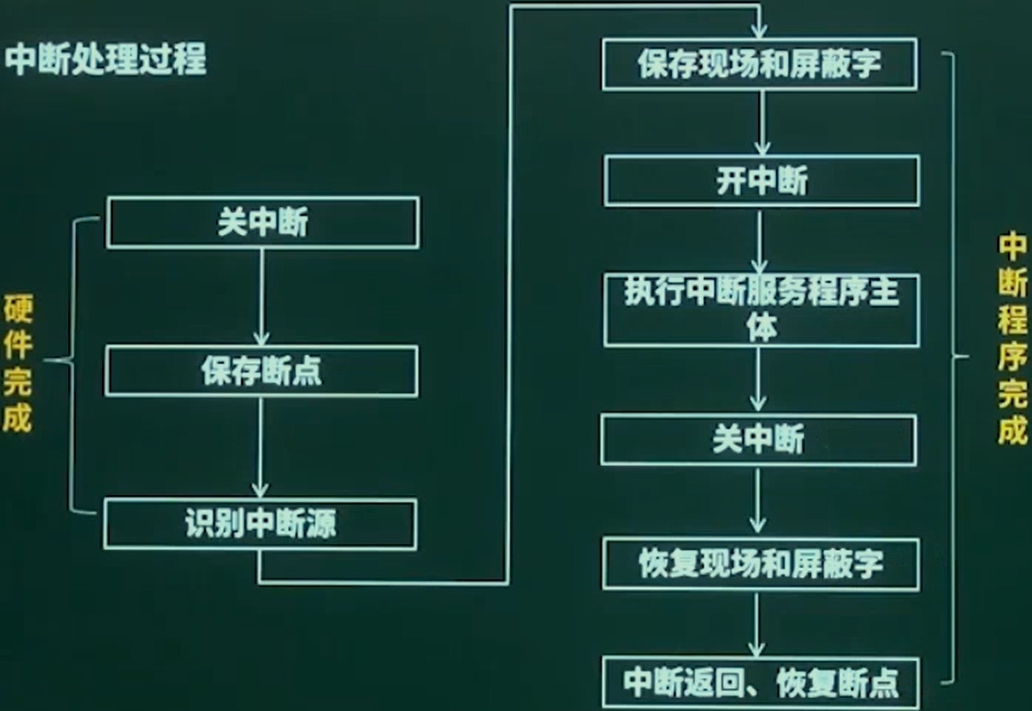 中断处理过程
硬件完成
关中断
保存断点
识别中断源
保存现场和屏蔽字
开中断
执行中断服务程序主
体
关中断
恢复现场和屏蔽字
中断返回、恢复断点
中断程序完成